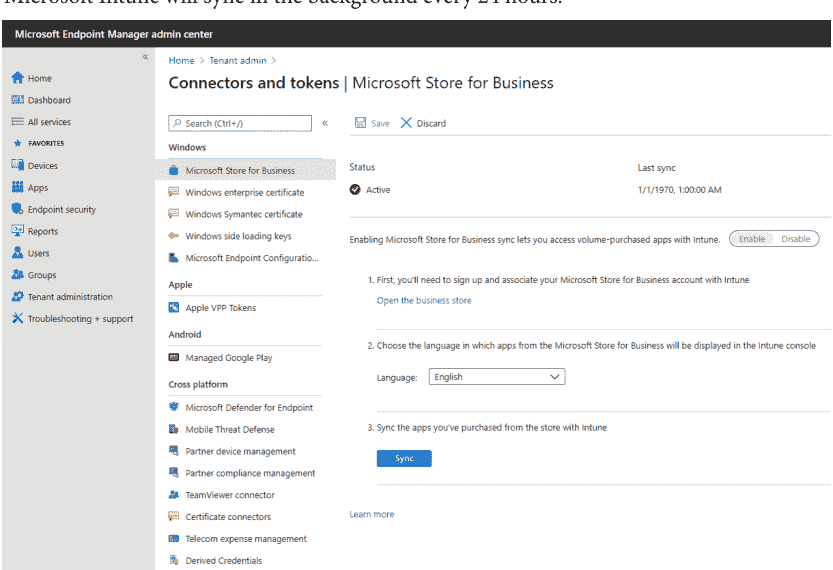 Microsoft Intune will sync in the background every 24 hours.
Microsoft Endpoint Manager admin center
«
Home
Dashboard
All services
FAVORITES
Devices
Apps
Endpoint security
Reports
Users
Groups
Tenant administration
Troubleshooting + support
Home > Tenant admin >
Connectors and tokens | Microsoft Store for Business
Search (Ctrl+/)
«
Windows
Microsoft Store for Business
Windows enterprise certificate
Windows Symantec certificate
Windows side loading keys
Microsoft Endpoint Configuratio...
Apple
Apple VPP Tokens
Android
Managed Google Play
Cross platform
Microsoft Defender for Endpoint
Mobile Threat Defense
Partner device management
Partner compliance management
TeamViewer connector
Certificate connectors
Telecom expense management
Derived Credentials
Save Discard
Status Last sync
Active 1/1/1970, 1:00:00 AM
Enabling Microsoft Store for Business sync lets you access volume-purchased apps with Intune. Enable Disable
1. First, you'll need to sign up and associate your Microsoft Store for Business account with Intune
Open the business store
2. Choose the language in which apps from the Microsoft Store for Business will be displayed in the Intune console
Language: English
3. Sync the apps you've purchased from the store with Intune
Sync
Learn more